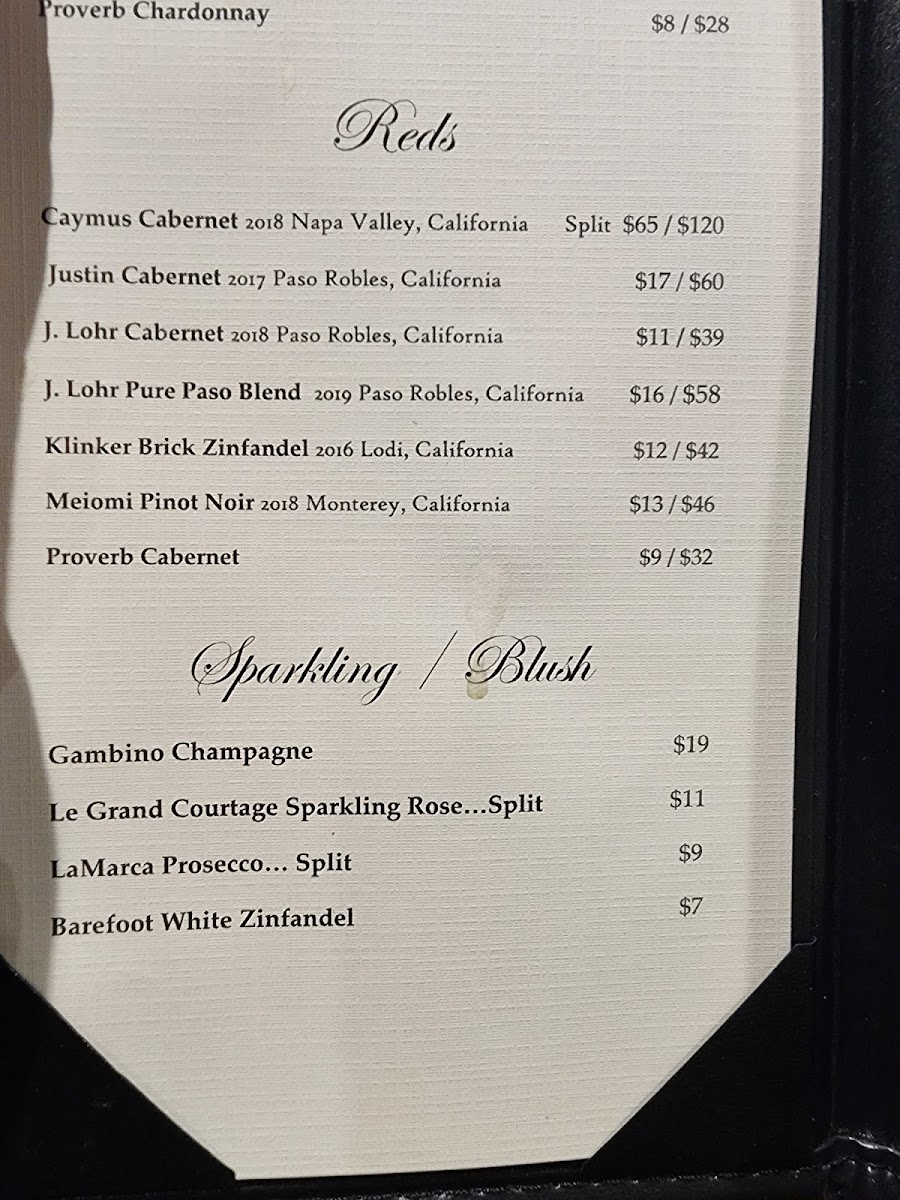 Proverb Chardonnay $8 / $28
Reds
Caymus Cabernet 2018 Napa Valley, California Split $65 / $120
Justin Cabernet 2017 Paso Robles, California $17 / $60
J. Lohr Cabernet 2018 Paso Robles, California $11 / $39
J. Lohr Pure Paso Blend 2019 Paso Robles, California $16 / $58
Klinker Brick Zinfandel 2016 Lodi, California $12 / $42
Meiomi Pinot Noir 2018 Monterey, California $13 / $46
Proverb Cabernet $9 / $32
Sparkling / Blush
Gambino Champagne $19
Le Grand Courtage Sparkling Rose...Split $11
LaMarca Prosecco... Split $9
Barefoot White Zinfandel $7